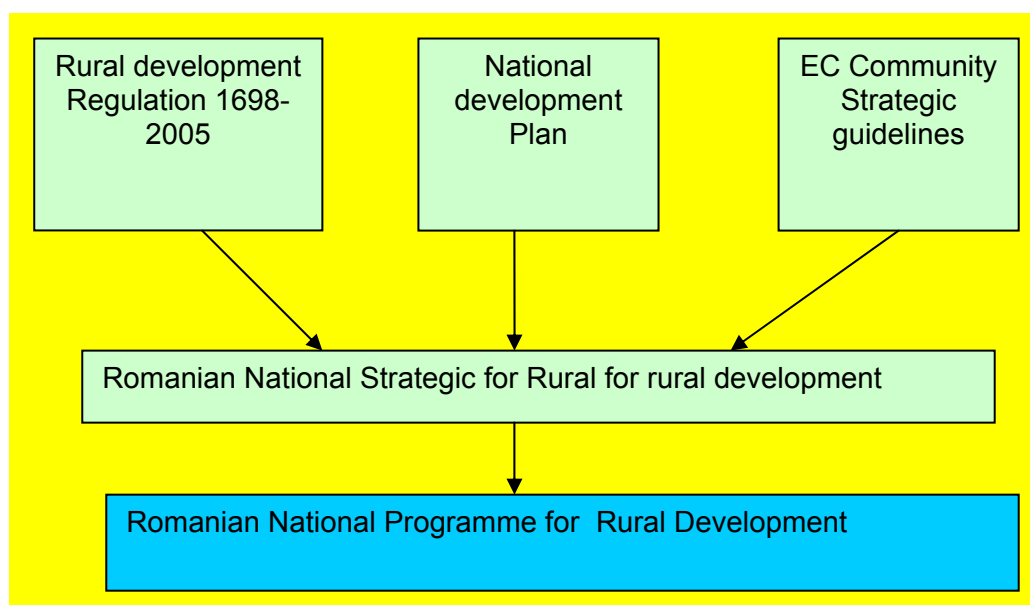 Rural development
Regulation 1698-
2005
National
development
Plan
EC Community
Strategic
guidelines
Romanian National Strategic for Rural for rural development
Romanian National Programme for  Rural Development